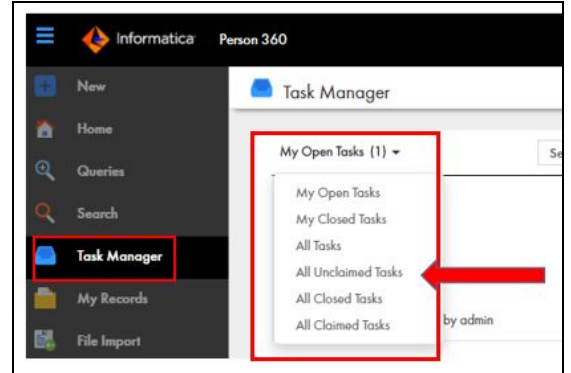 Informatica Person 360
New
Home
Queries
Search
Task Manager
My Records
File Import
Task Manager
My Open Tasks (1)
Se
My Open Tasks
My Closed Tasks
All Tasks
All Unclaimed Tasks
All Closed Tasks
All Claimed Tasks
by admin